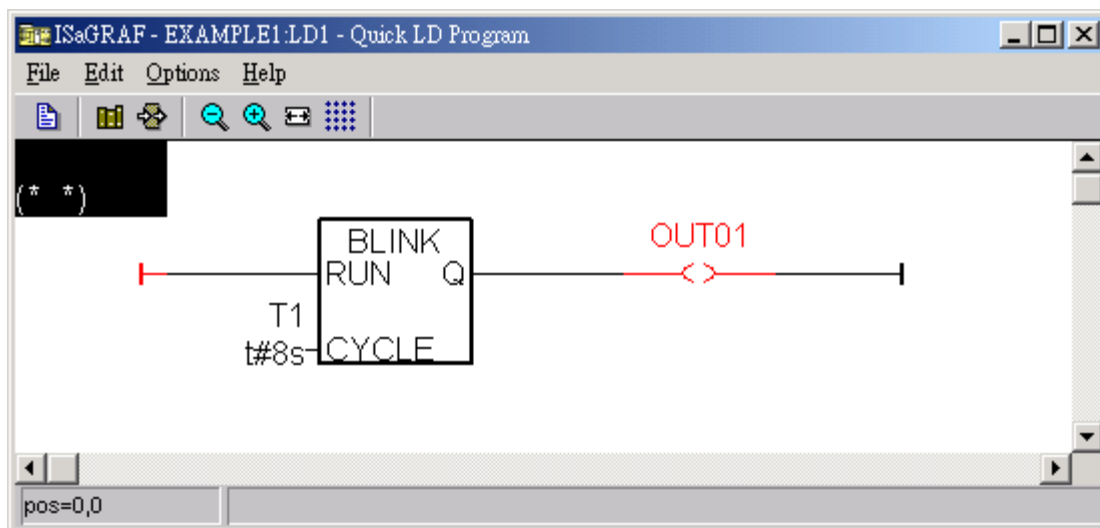 ISaGRAF - EXAMPLE1:LD1 - Quick LD Program
File Edit Options Help
(* *)
BLINK
OUT01
RUN Q
T1
t#8s CYCLE
pos=0,0